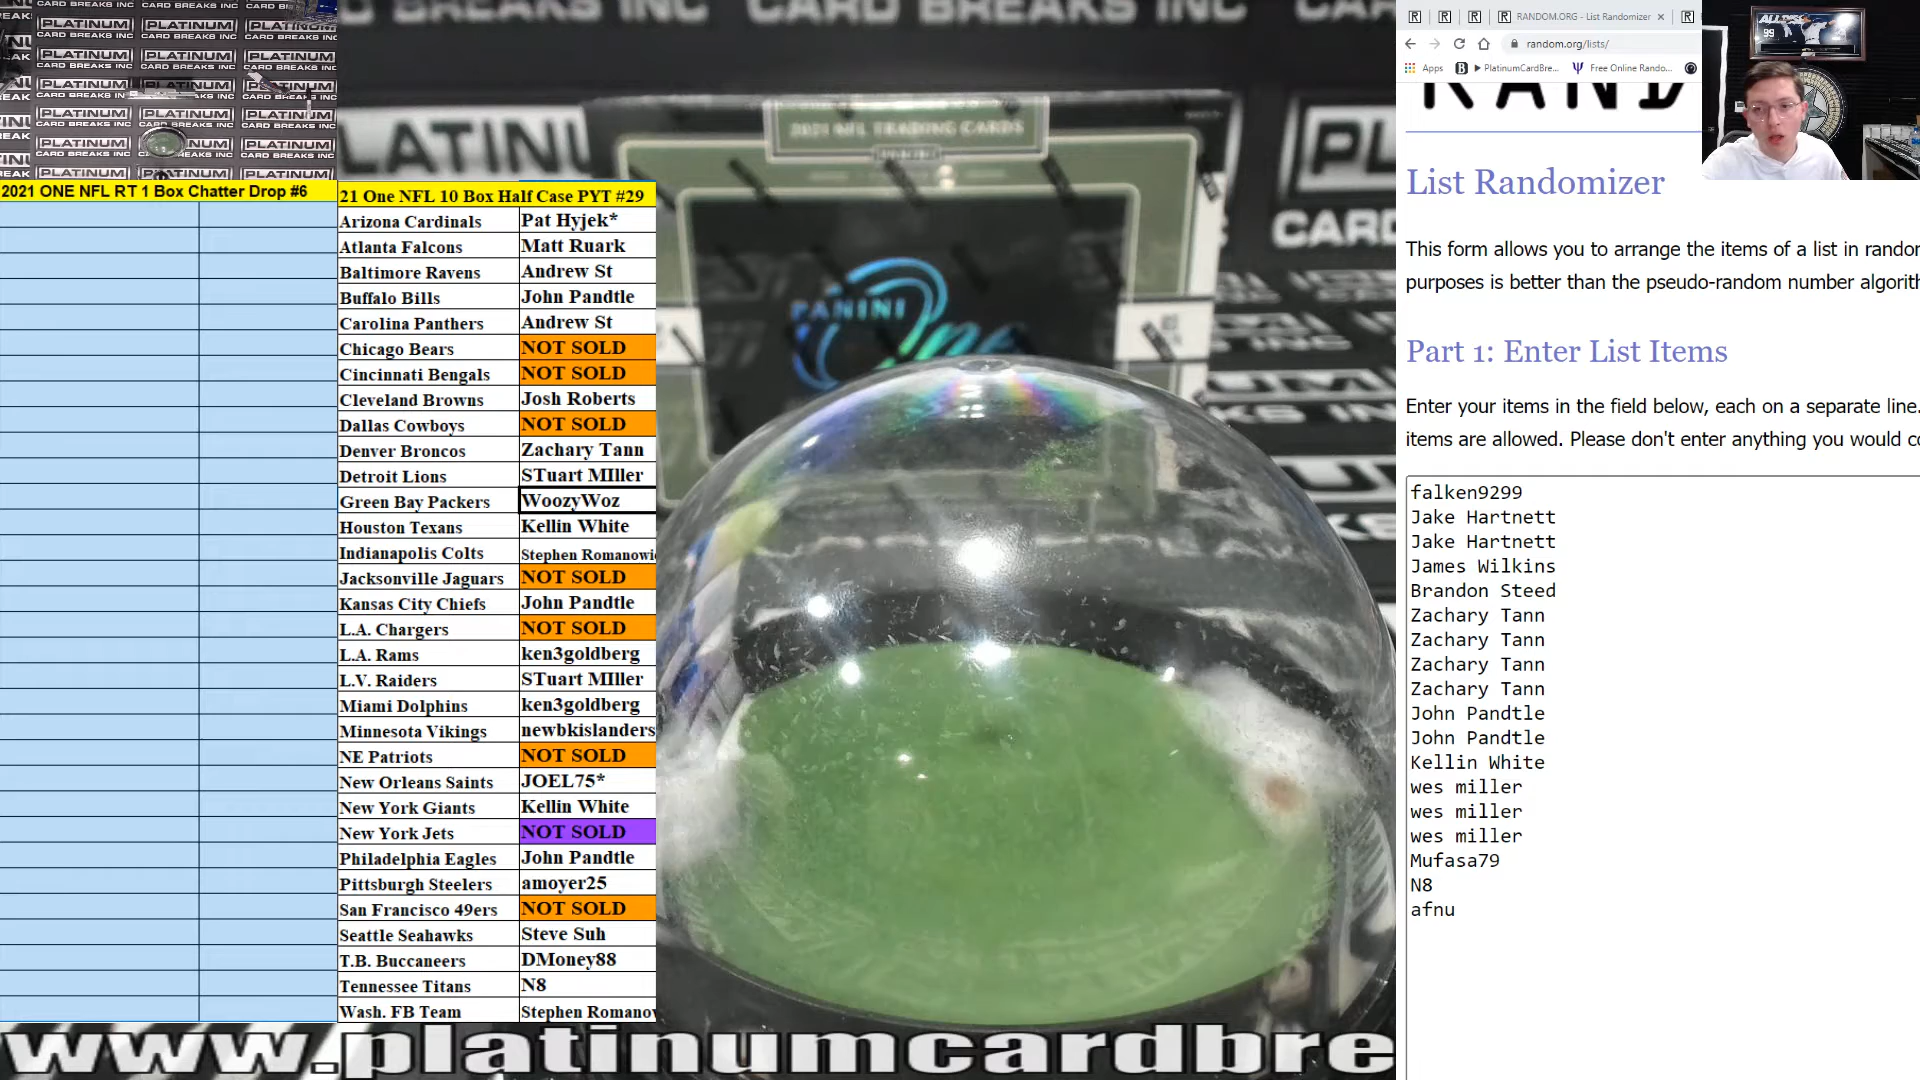 2021 ONE NFL RT 1 Box Chatter Drop #6
21 One NFL 10 Box Half Case PYT #29
Arizona Cardinals Pat Hyjek*
Atlanta Falcons Matt Ruark
Baltimore Ravens Andrew St
Buffalo Bills John Pandtle
Carolina Panthers Andrew St
Chicago Bears NOT SOLD
Cincinnati Bengals NOT SOLD
Cleveland Browns Josh Roberts
Dallas Cowboys NOT SOLD
Denver Broncos Zachary Tann
Detroit Lions STuart MIller
Green Bay Packers WoozyWoz
Houston Texans Kellin White
Indianapolis Colts Stephen Romanowi
Jacksonville Jaguars NOT SOLD
Kansas City Chiefs John Pandtle
L.A. Chargers NOT SOLD
L.A. Rams ken3goldberg
L.V. Raiders STuart MIller
Miami Dolphins ken3goldberg
Minnesota Vikings newbkislanders
NE Patriots NOT SOLD
New Orleans Saints JOEL75*
New York Giants Kellin White
New York Jets NOT SOLD
Philadelphia Eagles John Pandtle
Pittsburgh Steelers amoyer25
San Francisco 49ers NOT SOLD
Seattle Seahawks Steve Suh
T.B. Buccaneers DMoney88
Tennessee Titans N8
Wash. FB Team Stephen Romanov
www.platinumcardbre
CARD BREAKS INC
2021 NFL TRADING CARDS
PANINI
One
RANDOM.ORG - List Randomizer
random.org/lists/
Apps PlatinumCardBre... Free Online Rando...
RAND
List Randomizer
This form allows you to arrange the items of a list in random
purposes is better than the pseudo-random number algorith
Part 1: Enter List Items
Enter your items in the field below, each on a separate line.
items are allowed. Please don't enter anything you would co
falken9299
Jake Hartnett
Jake Hartnett
James Wilkins
Brandon Steed
Zachary Tann
Zachary Tann
Zachary Tann
Zachary Tann
John Pandtle
John Pandtle
Kellin White
wes miller
wes miller
wes miller
Mufasa79
N8
afnu